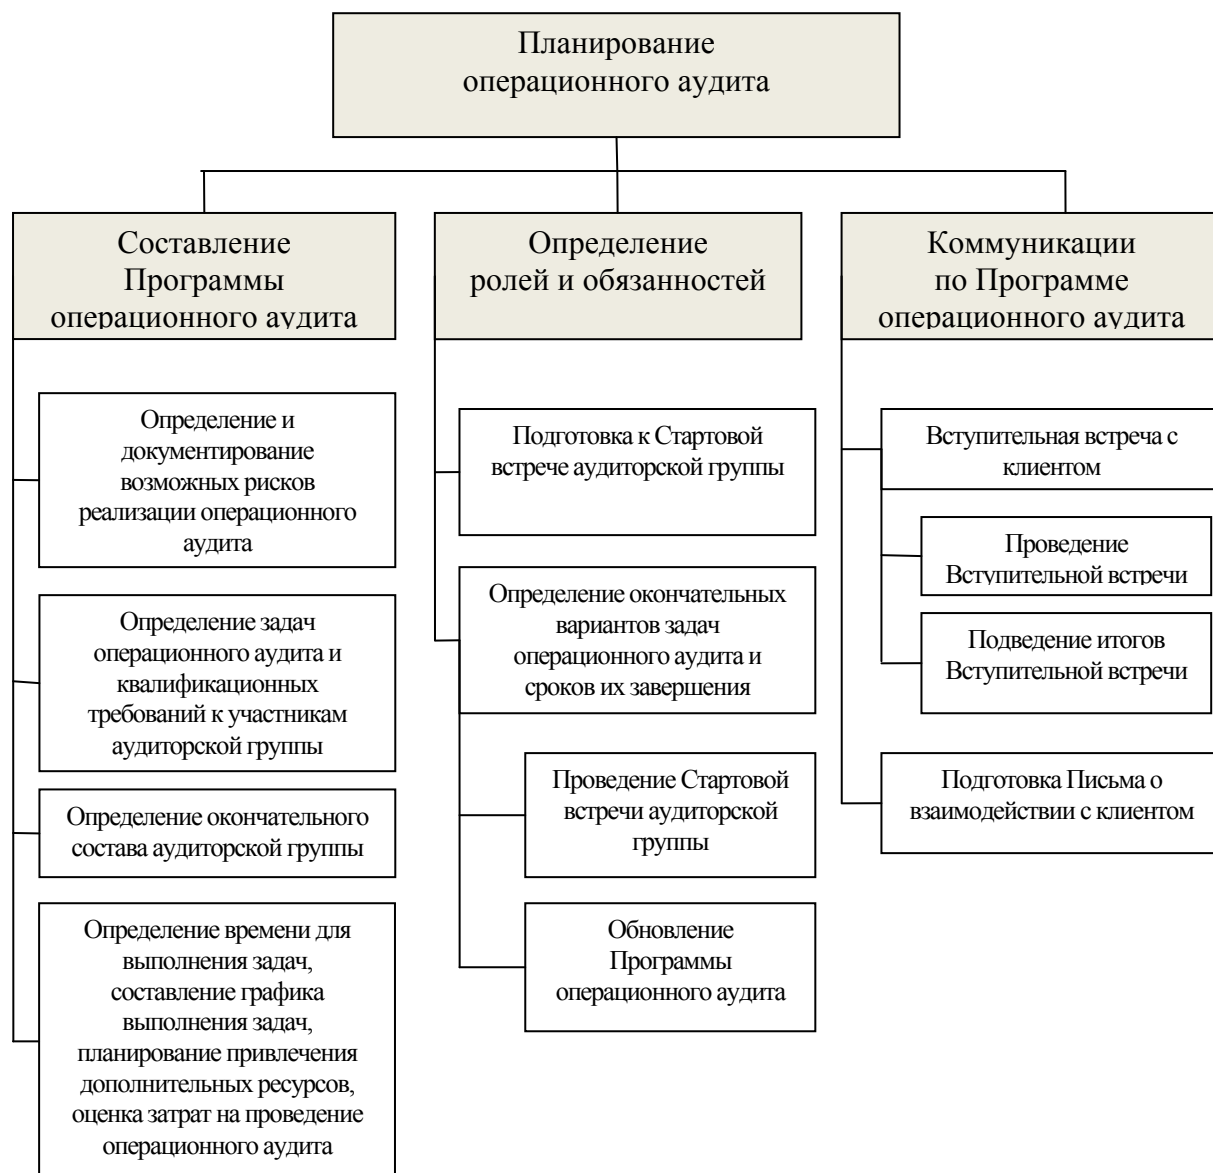 Планирование
операционного аудита
Составление
Программы
операционного аудита
Определение
ролей и обязанностей
Коммуникации
по Программе
операционного аудита
Определение и
документирование
возможных рисков
реализации операционного
аудита
Определение задач
операционного аудита и
квалификационных
требований к участникам
аудиторской группы
Определение окончательного
состава аудиторской группы
Определение времени для
выполнения задач,
составление графика
выполнения задач,
планирование привлечения
дополнительных ресурсов,
оценка затрат на проведение
операционного аудита
Подготовка к Стартовой
встрече аудиторской группы
Определение окончательных
вариантов задач
операционного аудита и
сроков их завершения
Проведение Стартовой
встречи аудиторской
группы
Обновление
Программы
операционного аудита
Вступительная встреча с
клиентом
Проведение
Вступительной встречи
Подведение итогов
Вступительной встречи
Подготовка Письма о
взаимодействии с клиентом